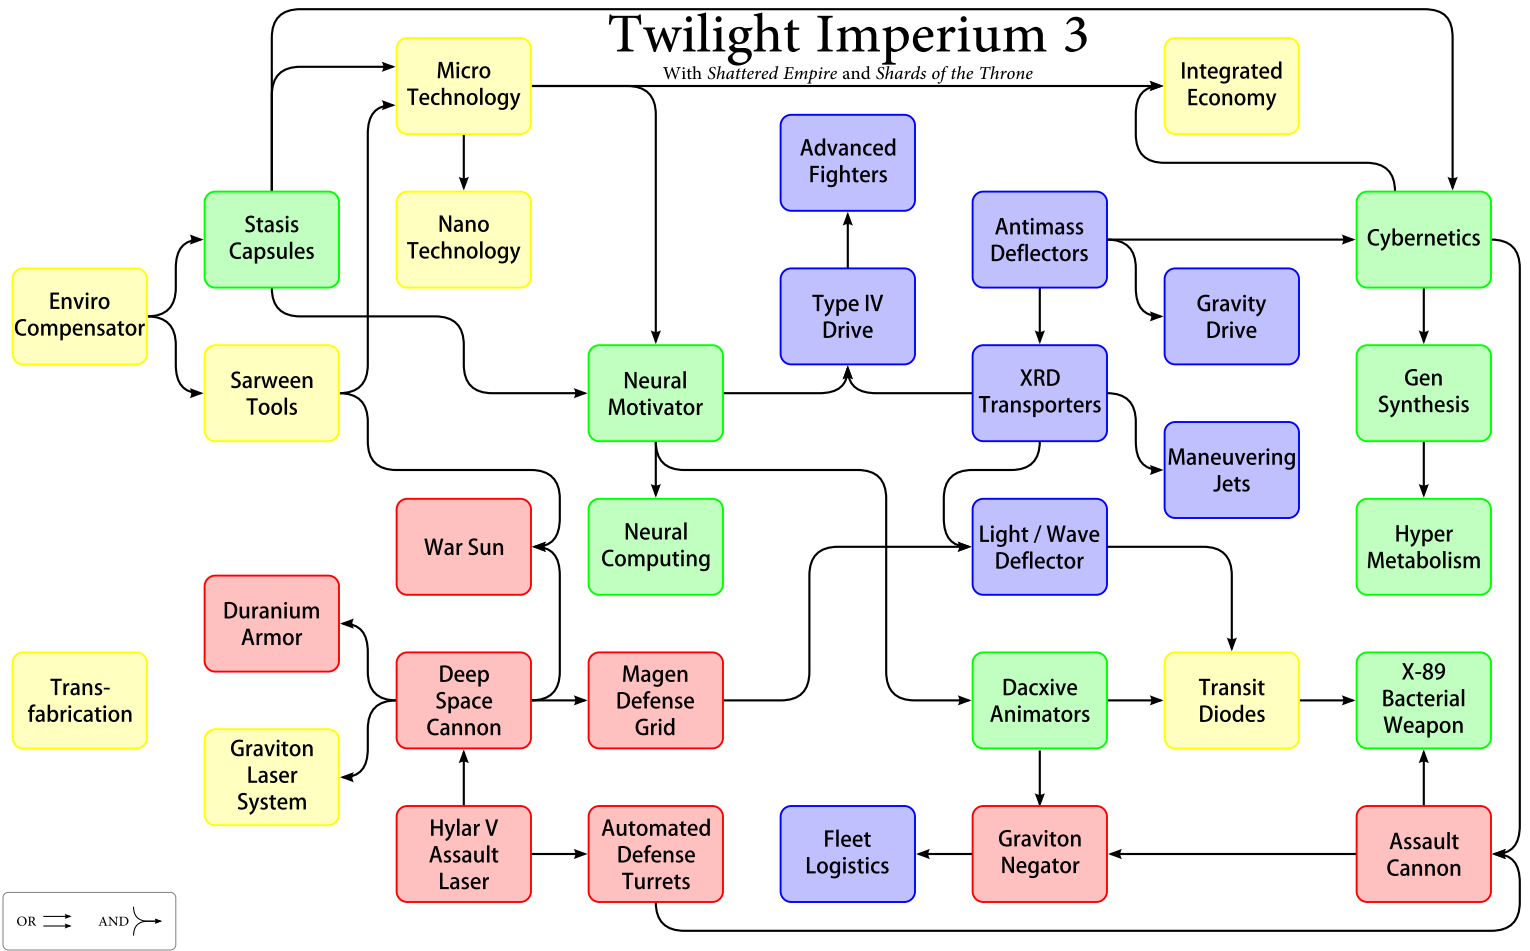 Twilight Imperium 3
With Shattered Empire and Shards of the Throne
Micro
Technology
Integrated
Economy
Advanced
Fighters
Stasis
Capsules
Nano
Technology
Antimass
Deflectors
Cybernetics
Enviro
Compensator
Type IV
Drive
Gravity
Drive
Sarween
Tools
Neural
Motivator
XRD
Transporters
Gen
Synthesis
Maneuvering
Jets
War Sun
Neural
Computing
Light / Wave
Deflector
Hyper
Metabolism
Duranium
Armor
Trans-
fabrication
Deep
Space
Cannon
Magen
Defense
Grid
Dacxive
Animators
Transit
Diodes
X-89
Bacterial
Weapon
Graviton
Laser
System
Hylar V
Assault
Laser
Automated
Defense
Turrets
Fleet
Logistics
Graviton
Negator
Assault
Cannon
OR AND